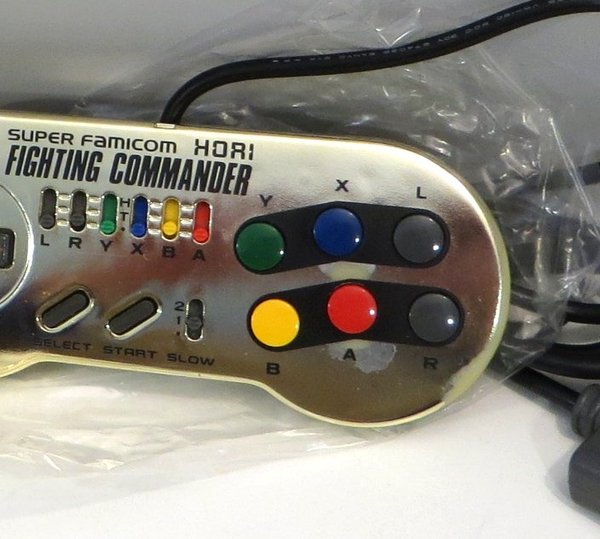 SUPER Famicom HORI
FIGHTING COMMANDER
L R Y X B A
H
T
2
1
SELECT START SLOW
Y X L
B A R